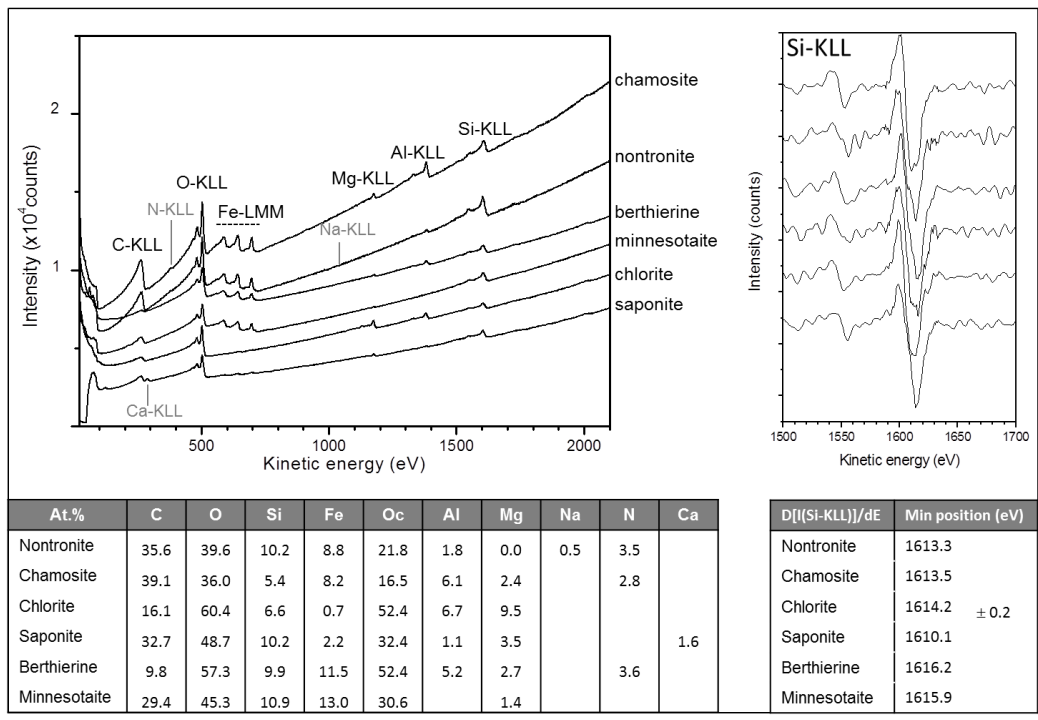 Intensity (x10⁴counts)
2
1
500
1000
1500
2000
Kinetic energy (eV)
C-KLL
N-KLL
O-KLL
Fe-LMM
Na-KLL
Mg-KLL
Al-KLL
Si-KLL
Ca-KLL
chamosite
nontronite
berthierine
minnesotaite
chlorite
saponite
Si-KLL
Intensity (counts)
1500 1550 1600 1650 1700
Kinetic energy (eV)
At.% C O Si Fe Oc Al Mg Na N Ca
Nontronite 35.6 39.6 10.2 8.8 21.8 1.8 0.0 0.5 3.5
Chamosite 39.1 36.0 5.4 8.2 16.5 6.1 2.4 2.8
Chlorite 16.1 60.4 6.6 0.7 52.4 6.7 9.5
Saponite 32.7 48.7 10.2 2.2 32.4 1.1 3.5 1.6
Berthierine 9.8 57.3 9.9 11.5 52.4 5.2 2.7 3.6
Minnesotaite 29.4 45.3 10.9 13.0 30.6 1.4
D[I(Si-KLL)]/dE Min position (eV)
Nontronite 1613.3
Chamosite 1613.5
Chlorite 1614.2 ± 0.2
Saponite 1610.1
Berthierine 1616.2
Minnesotaite 1615.9